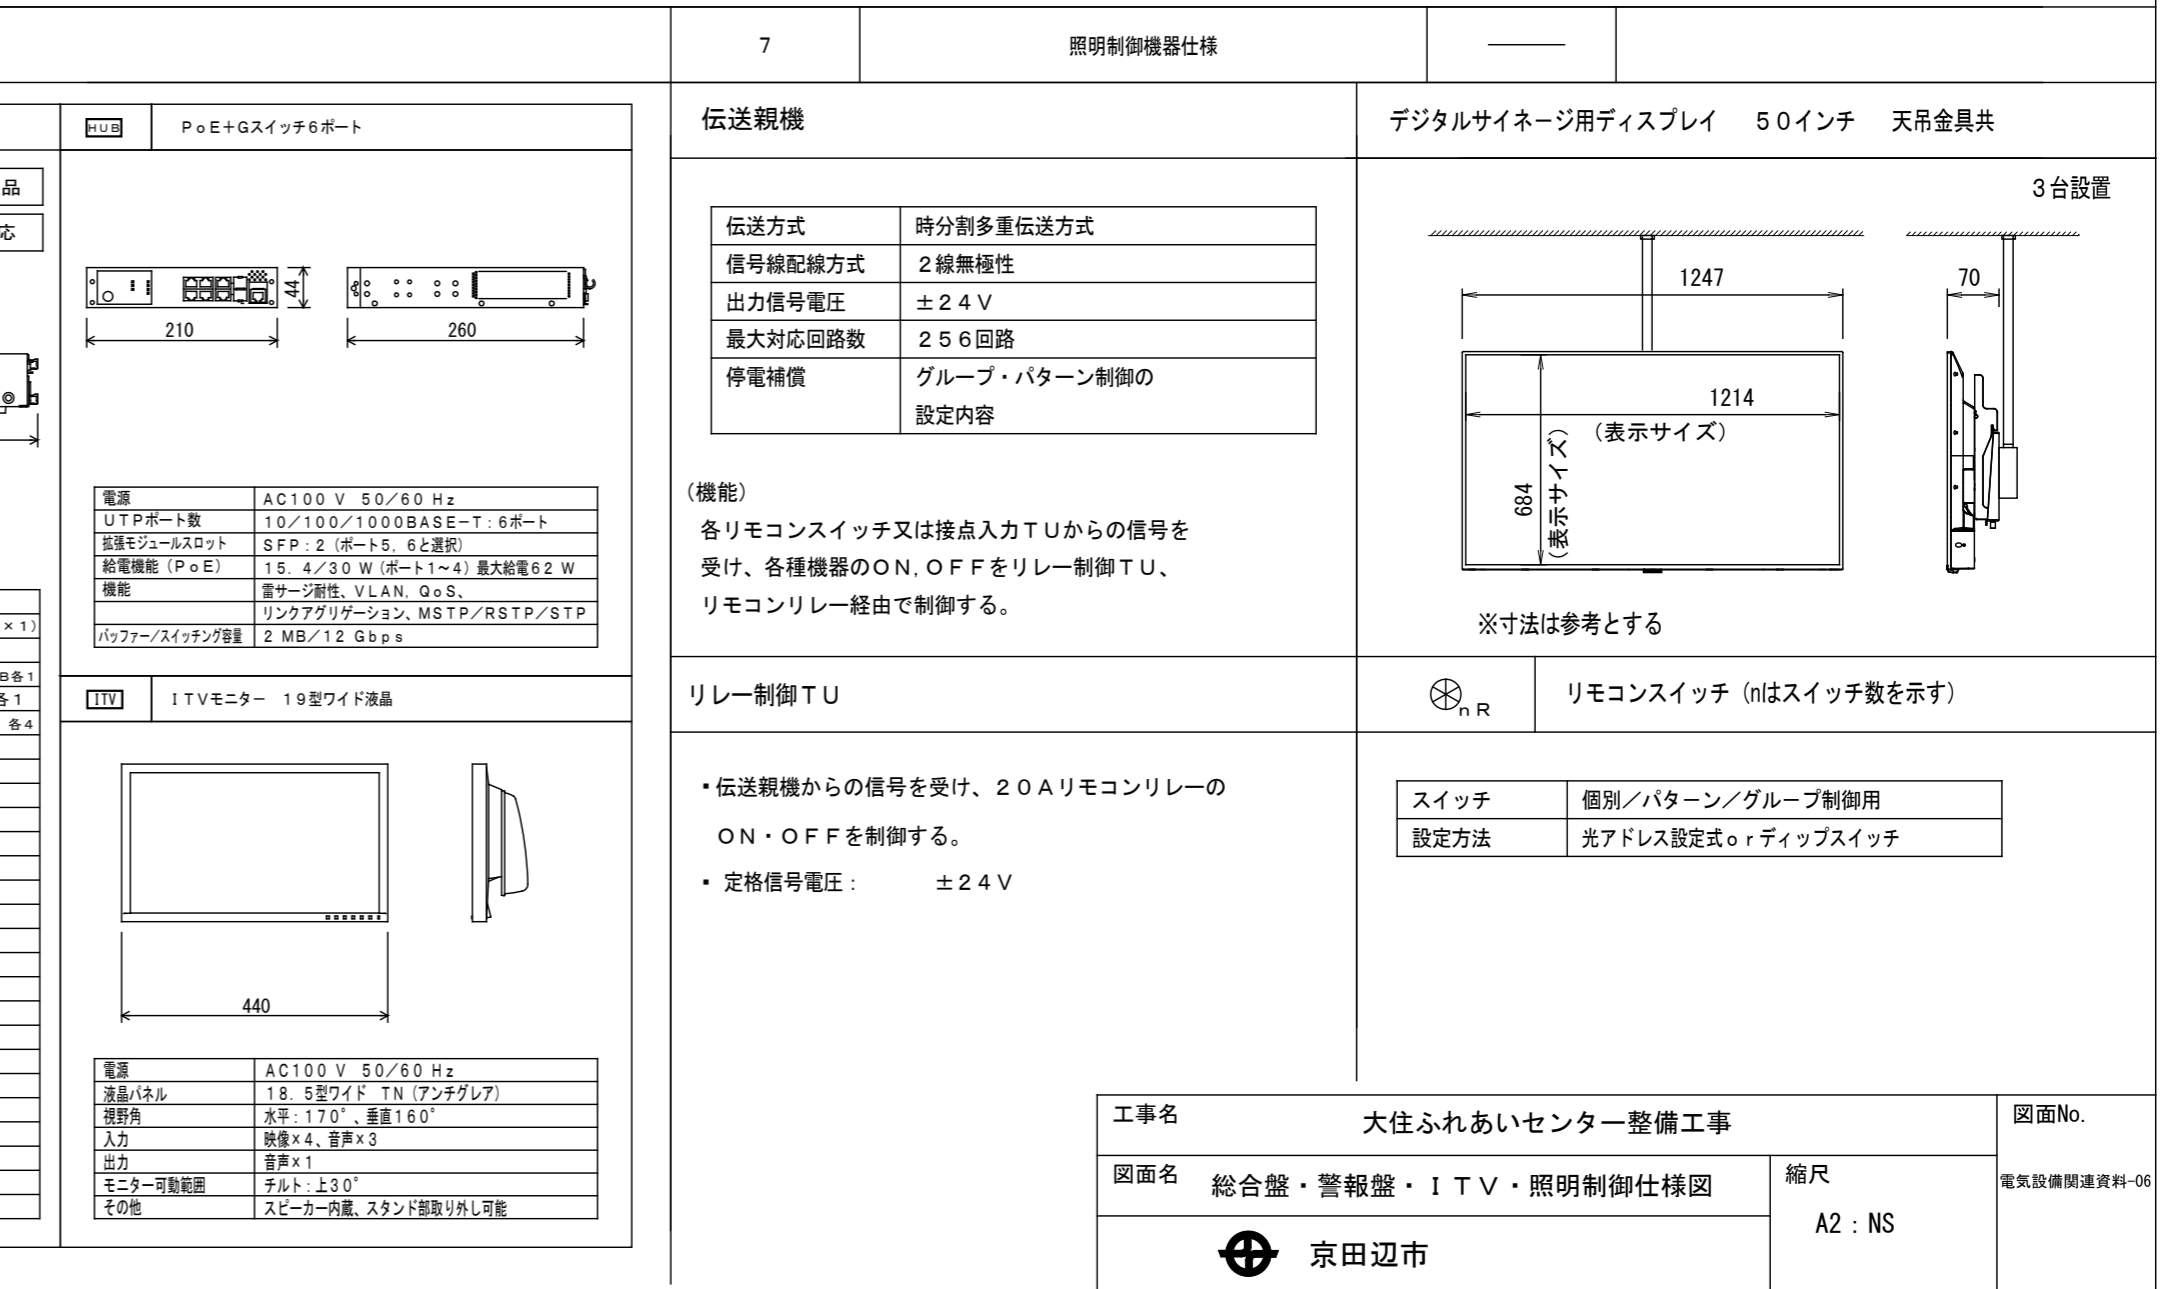 7
照明制御機器仕様
品
応
×1)
B各1
各1
各4
HUB
PoE+Gスイッチ6ポート
44
210
260
電源 AC100 V 50/60 Hz
UTPポート数 10/100/1000BASE-T:6ポート
拡張モジュールスロット SFP:2(ポート5, 6と選択)
給電機能(PoE) 15. 4/30 W(ポート1〜4)最大給電62 W
機能 雷サージ耐性、VLAN, QoS、
リンクアグリゲーション、MSTP/RSTP/STP
バッファー/スイッチング容量 2 MB/12 Gbps
ITV
ITVモニター 19型ワイド液晶
440
電源 AC100 V 50/60 Hz
液晶パネル 18. 5型ワイド TN(アンチグレア)
視野角 水平:170°、垂直160°
入力 映像×4、音声×3
出力 音声×1
モニター可動範囲 チルト:上30°
その他 スピーカー内蔵、スタンド部取り外し可能
伝送親機
伝送方式 時分割多重伝送方式
信号線配線方式 2線無極性
出力信号電圧 ±24V
最大対応回路数 256回路
停電補償 グループ・パターン制御の
設定内容
(機能)
各リモコンスイッチ又は接点入力TUからの信号を
受け、各種機器のON,OFFをリレー制御TU、
リモコンリレー経由で制御する。
デジタルサイネージ用ディスプレイ 50インチ 天吊金具共
3台設置
1247
70
1214
(表示サイズ)
684
(表示サイズ)
※寸法は参考とする
リレー制御TU
▪伝送親機からの信号を受け、20Aリモコンリレーの
ON・OFFを制御する。
▪ 定格信号電圧: ±24V
nR
リモコンスイッチ(nはスイッチ数を示す)
スイッチ 個別/パターン/グループ制御用
設定方法 光アドレス設定式orディップスイッチ
工事名 大住ふれあいセンター整備工事
図面No.
図面名 総合盤・警報盤・ITV・照明制御仕様図
縮尺
電気設備関連資料-06
A2:NS
京田辺市